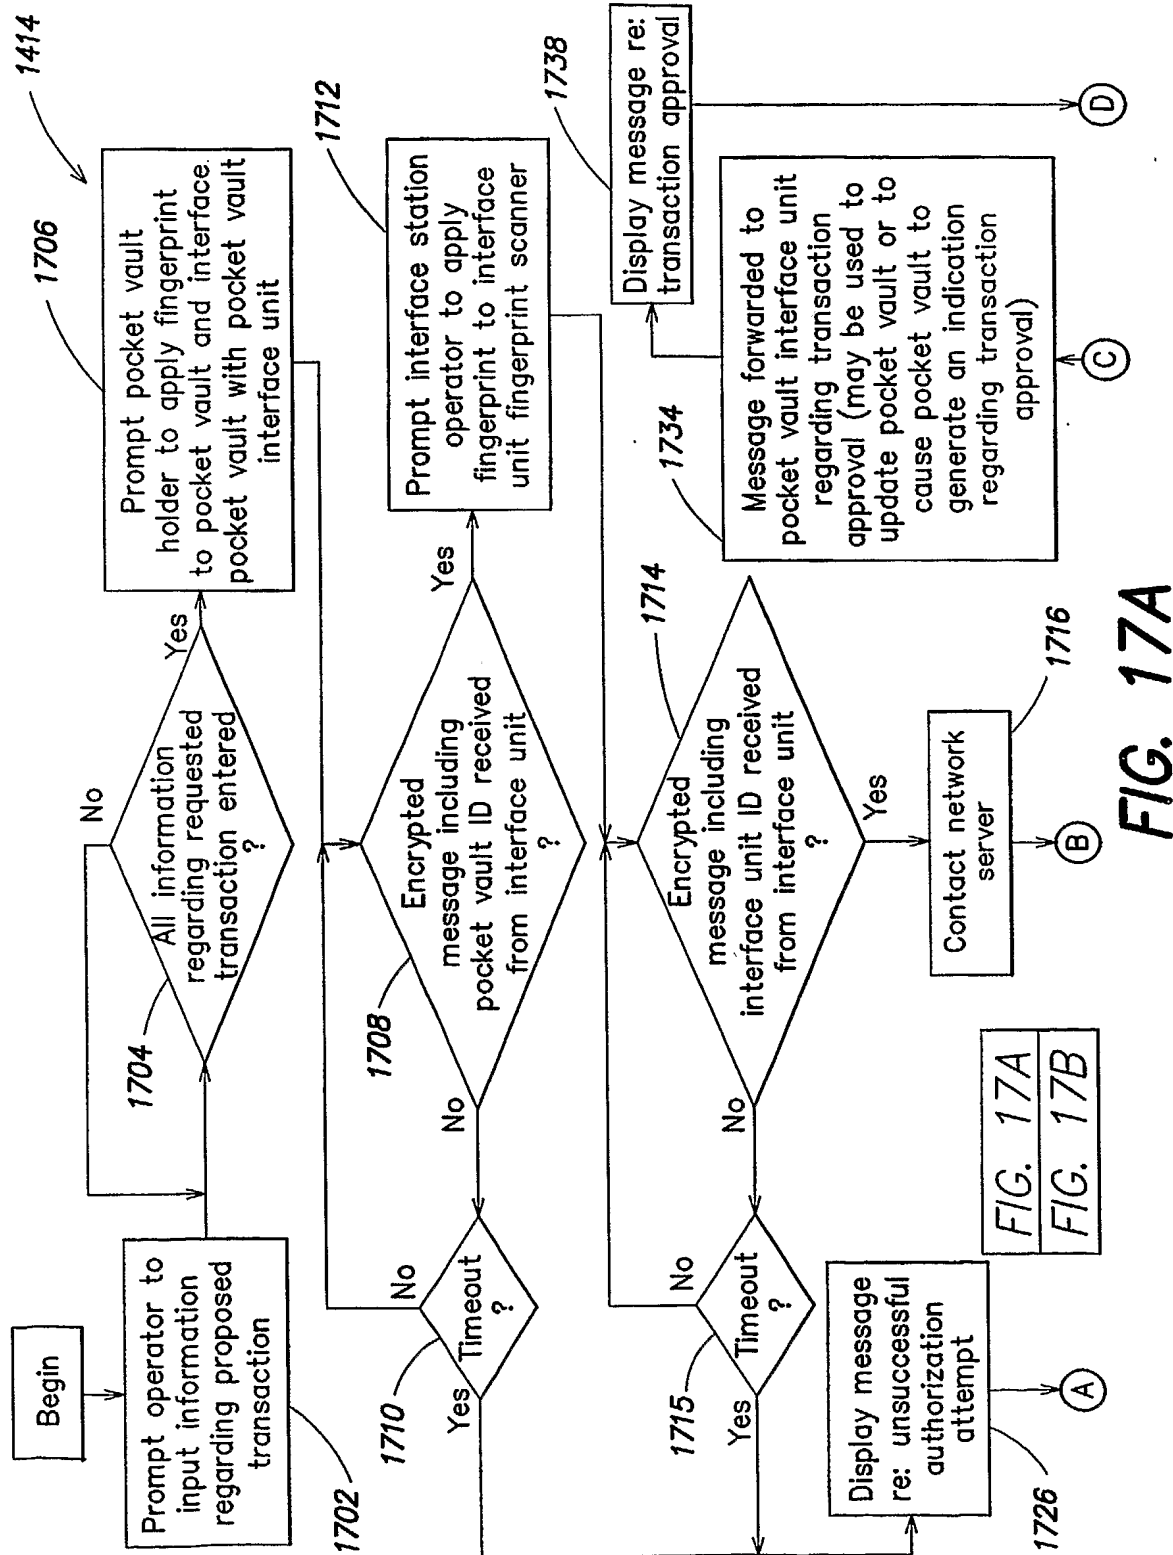 Begin
Prompt operator to
input information
regarding proposed
transaction
1702
All information
regarding requested
transaction entered
?
1704
No
Yes
Prompt pocket vault
holder to apply fingerprint
to pocket vault and interface
pocket vault with pocket vault
interface unit
1706
1414
Encrypted
message including
pocket vault ID received
from interface unit
?
1708
No
Yes
Timeout
?
1710
No
Yes
Prompt interface station
operator to apply
fingerprint to interface
unit fingerprint scanner
1712
Encrypted
message including
interface unit ID received
from interface unit
?
1714
No
Yes
Timeout
?
1715
No
Yes
Contact network
server
1716
B
Display message
re: unsuccessful
authorization
attempt
1726
A
Message forwarded to
pocket vault interface unit
regarding transaction
approval (may be used to
update pocket vault or to
cause pocket vault to
generate an indication
regarding transaction
approval)
1734
C
Display message re:
transaction approval
1738
D
FIG. 17A
FIG. 17B
FIG. 17A